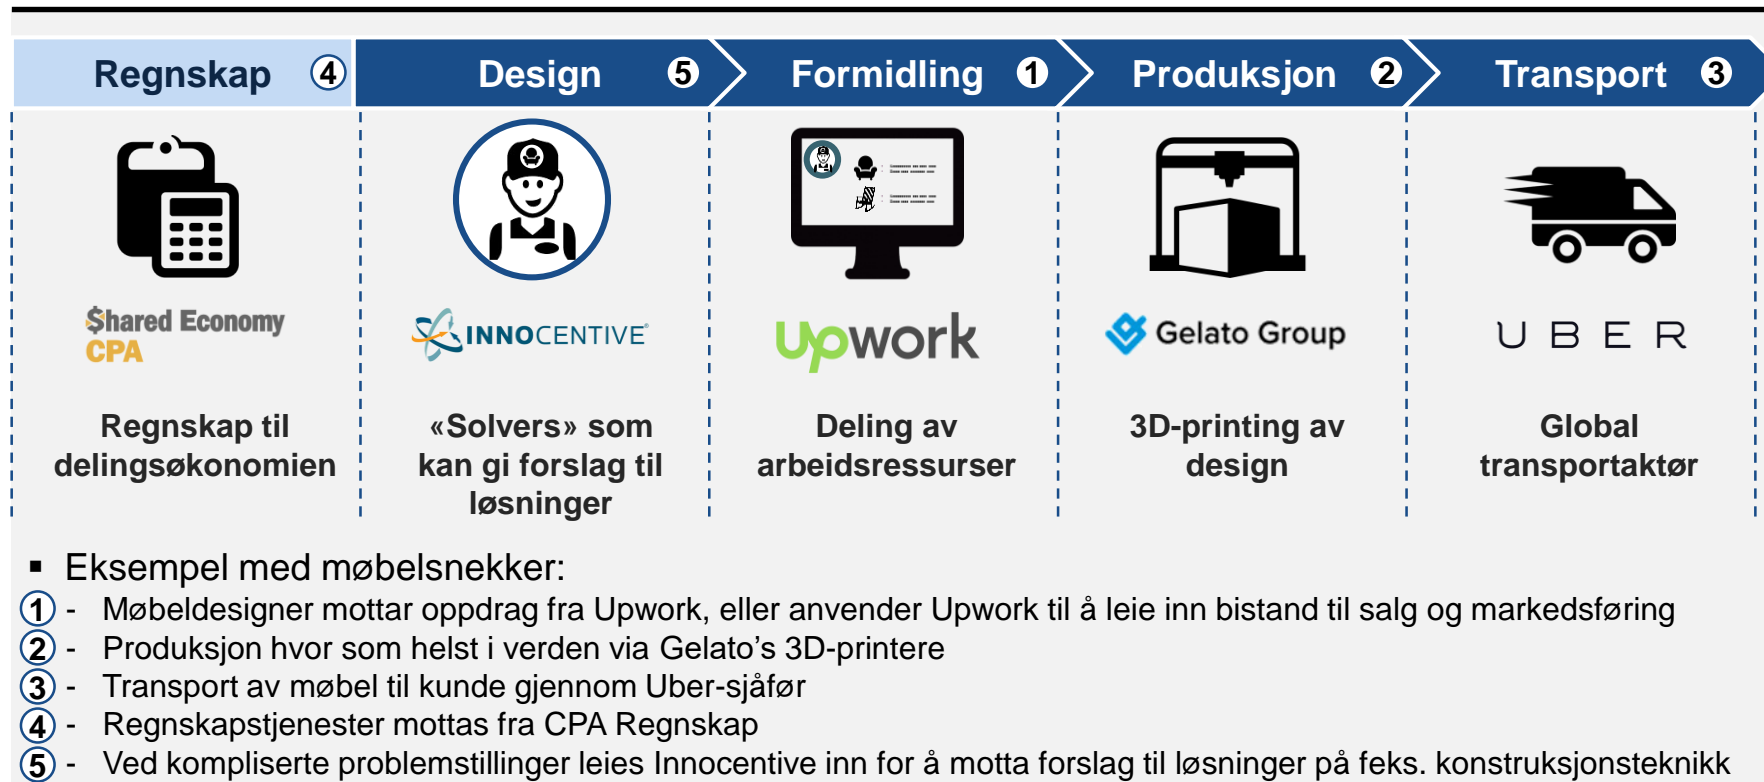 Regnskap 4
Design 5
Formidling 1
Produksjon 2
Transport 3
$hared Economy
CPA
INNOCENTIVE®
Upwork
Gelato Group
UBER
Regnskap til
delingsøkonomien
«Solvers» som
kan gi forslag til
løsninger
Deling av
arbeidsressurser
3D-printing av
design
Global
transportaktør
▪ Eksempel med møbelsnekker:
1 - Møbeldesigner mottar oppdrag fra Upwork, eller anvender Upwork til å leie inn bistand til salg og markedsføring
2 - Produksjon hvor som helst i verden via Gelato's 3D-printere
3 - Transport av møbel til kunde gjennom Uber-sjåfør
4 - Regnskapstjenester mottas fra CPA Regnskap
5 - Ved kompliserte problemstillinger leies Innocentive inn for å motta forslag til løsninger på feks. konstruksjonsteknikk